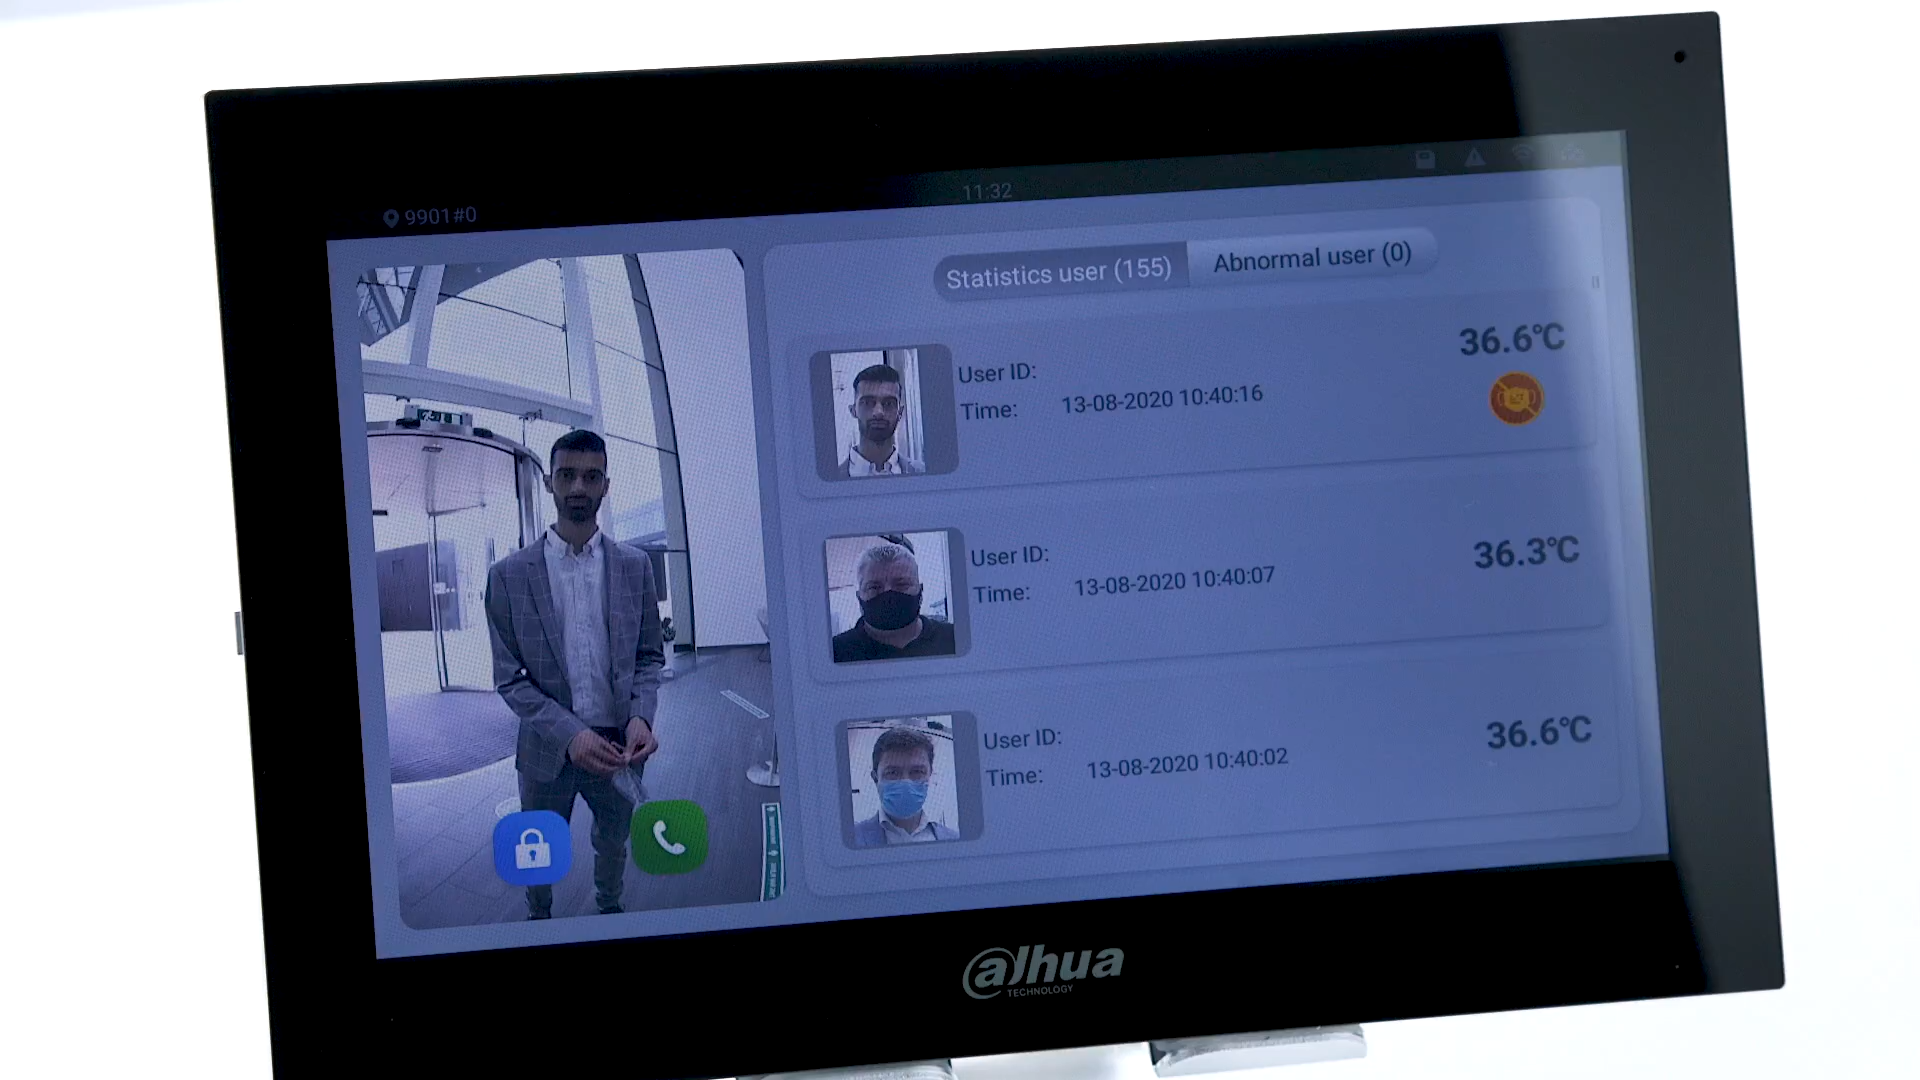 9901#0
11:32
Statistics user (155)
Abnormal user (0)
36.6℃
User ID:
Time: 13-08-2020 10:40:16
36.3℃
User ID:
Time: 13-08-2020 10:40:07
36.6℃
User ID:
Time: 13-08-2020 10:40:02
alhua
TECHNOLOGY